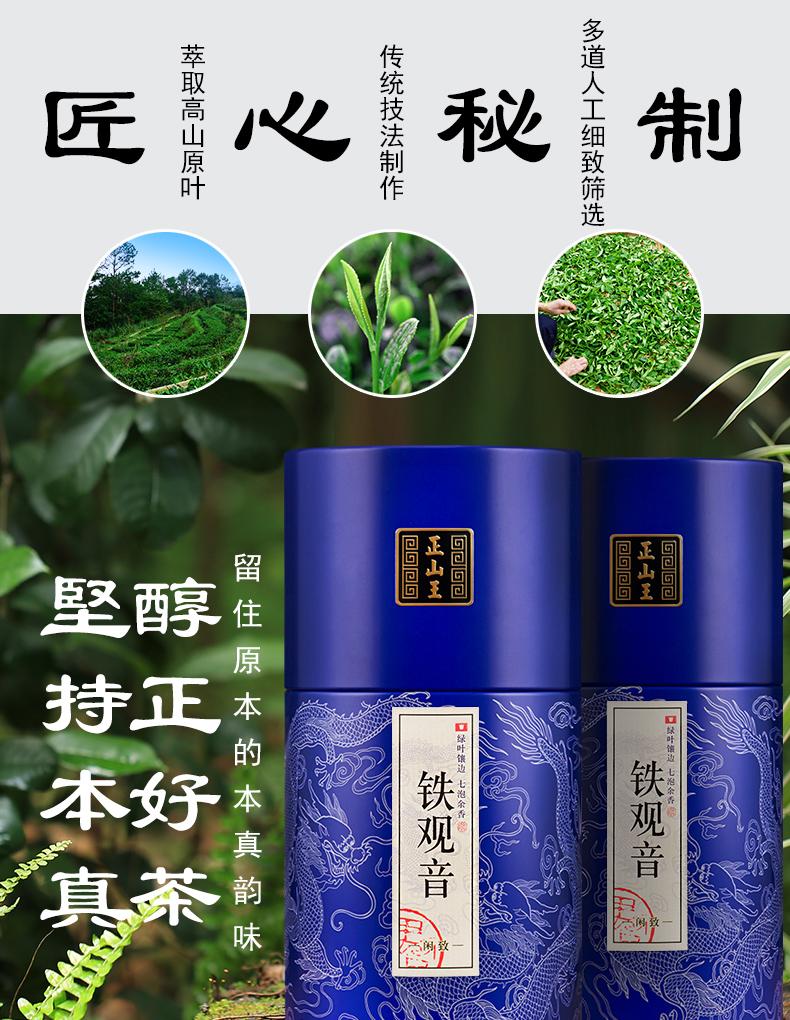 匠心秘制
萃取高山原叶
传统技法制作
多道人工细致筛选
留住原本的本真韵味
醇正好茶
坚持本真
正山王
绿叶镶边 七泡余香
铁观音
闲致一
正山王
绿叶镶边 七泡余香
铁观音
闲致一